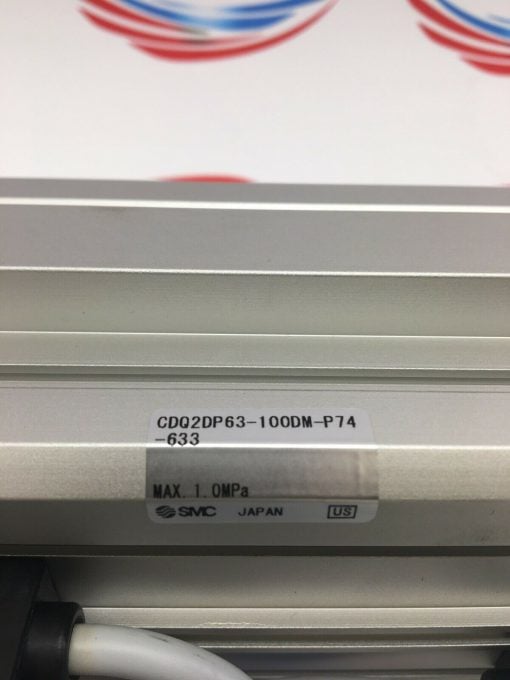 CDQ2DP63-100DM-P74
-633
MAX. 1.0MPa
SMC JAPAN US